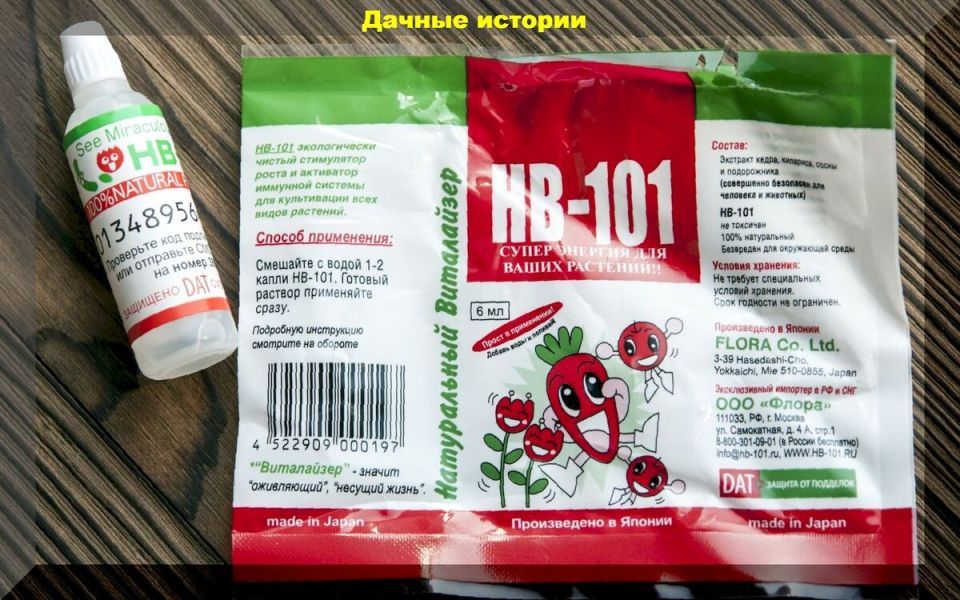 Дачные истории
See Miraculo
HB
100% NATURAL
01348956
Проверьте код под
или отправьте СМ
на номер 3
ЗАЩИЩЕНО DAT
HB-101 экологически
чистый стимулятор
роста и активатор
иммунной системы
для культивации всех
видов растений.
Способ применения:
Смешайте с водой 1-2
капли HB-101. Готовый
раствор применяйте
сразу.
Подробную инструкцию
смотрите на обороте
4 522909 000197
*"Виталайзер" - значит
"оживляющий", "несущий жизнь".
made in Japan
Натуральный Виталайзер
HB-101
СУПЕР ЭНЕРГИЯ ДЛЯ
ВАШИХ РАСТЕНИЙ!!
6 мл
Прост в применении!
Добавь воды и поливай
Произведено в Японии
Состав:
Экстракт кедра, кипариса, сосны
и подорожника
(совершенно безопасен для
человека и животных)
HB-101
не токсичен
100% натуральный
Безвреден для окружающей среды
Условия хранения:
Не требует специальных
условий хранения.
Срок годности не ограничен.
Произведено в Японии
FLORA Co. Ltd.
3-39 Hasedashi-Cho,
Yokkaichi, Mie 510-0855, Japan
Эксклюзивный импортер в РФ и СНГ
ООО «Флора»
111033, РФ, г. Москва
ул. Самокатная, д. 4 А, стр.1
8-800-301-09-01 (в России бесплатно)
info@hb-101.ru, WWW.HB-101.RU
DAT ЗАЩИТА ОТ ПОДДЕЛОК
made in Japan